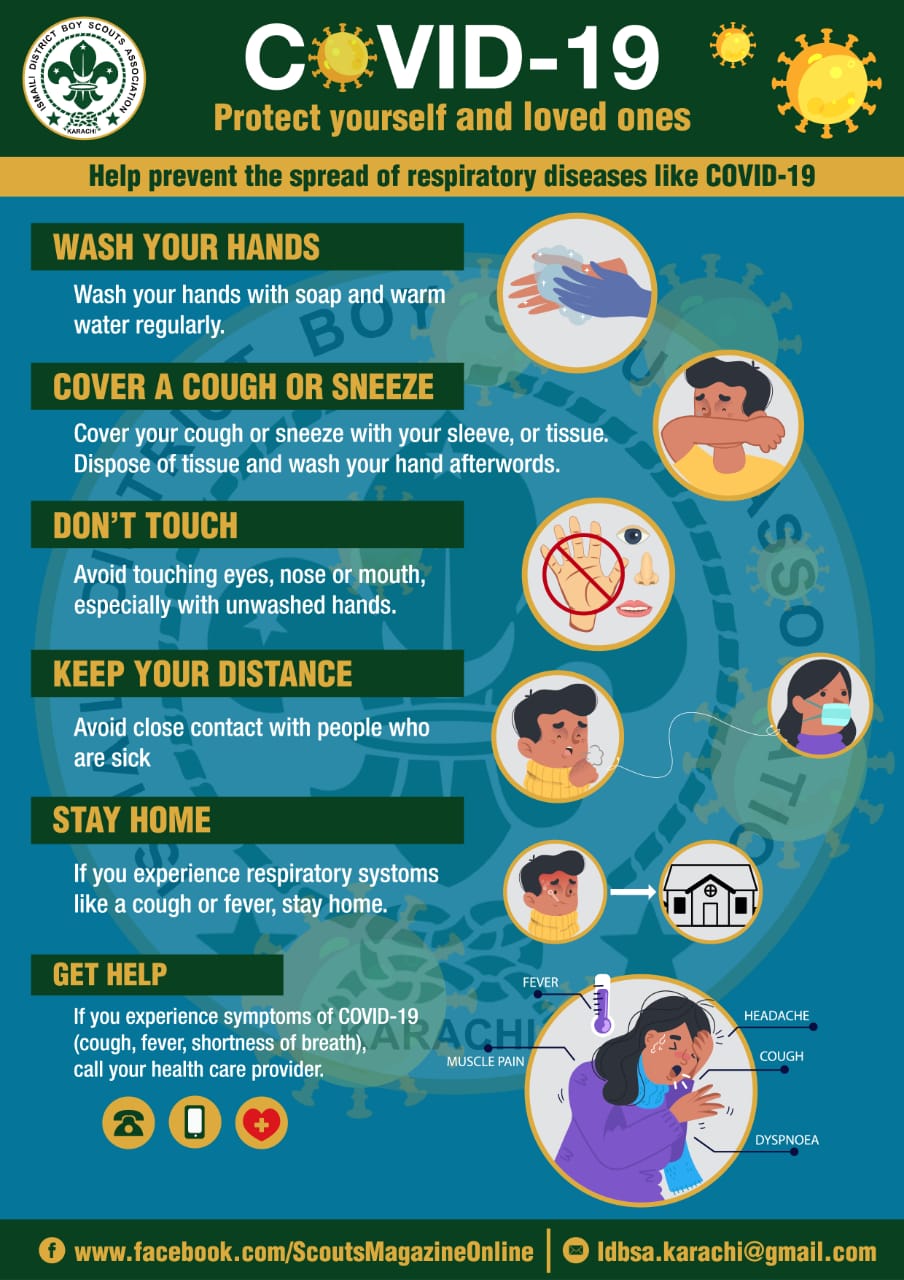 ISMAILI DISTRICT BOY SCOUTS ASSOCIATION
KARACHI
COVID-19
Protect yourself and loved ones
Help prevent the spread of respiratory diseases like COVID-19
WASH YOUR HANDS
Wash your hands with soap and warm
water regularly.
COVER A COUGH OR SNEEZE
Cover your cough or sneeze with your sleeve, or tissue.
Dispose of tissue and wash your hand afterwords.
DON'T TOUCH
Avoid touching eyes, nose or mouth,
especially with unwashed hands.
KEEP YOUR DISTANCE
Avoid close contact with people who
are sick
STAY HOME
If you experience respiratory systoms
like a cough or fever, stay home.
GET HELP
If you experience symptoms of COVID-19
(cough, fever, shortness of breath),
call your health care provider.
FEVER
HEADACHE
MUSCLE PAIN
COUGH
DYSPNOEA
KARACHI
www.facebook.com/ScoutsMagazineOnline
Idbsa.karachi@gmail.com